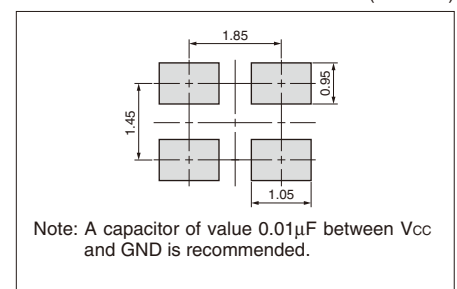 1.85
0.95
1.45
1.05
Note: A capacitor of value 0.01μF between Vcc
and GND is recommended.